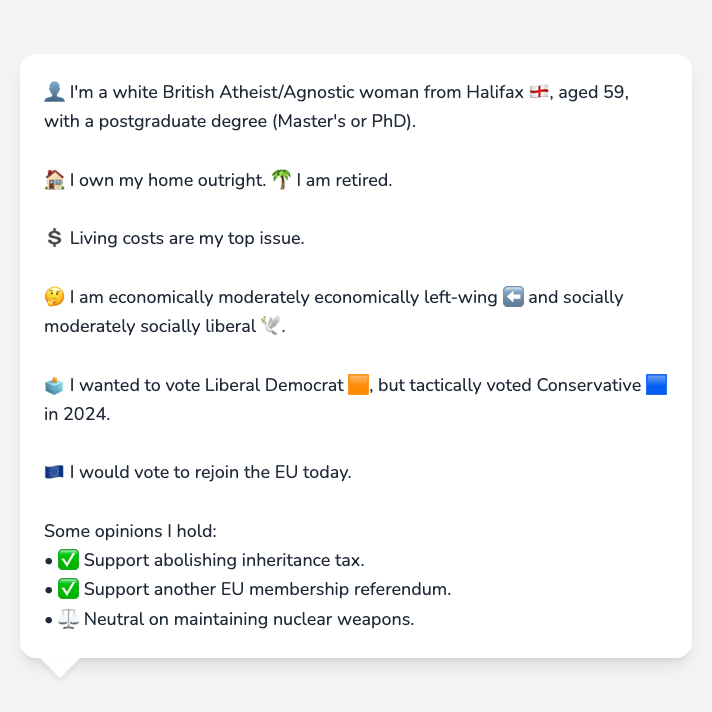 👤 I'm a white British Atheist/Agnostic woman from Halifax 🏴󠁧󠁢󠁥󠁮󠁧󠁿, aged 59,
with a postgraduate degree (Master's or PhD).
🏠 I own my home outright. 🌴 I am retired.
💲 Living costs are my top issue.
🤔 I am economically moderately economically left-wing ⬅️ and socially
moderately socially liberal 🕊️.
🗳️ I wanted to vote Liberal Democrat 🟧, but tactically voted Conservative 🟦
in 2024.
🇪🇺 I would vote to rejoin the EU today.
Some opinions I hold:
• ✅ Support abolishing inheritance tax.
• ✅ Support another EU membership referendum.
• ⚖️ Neutral on maintaining nuclear weapons.